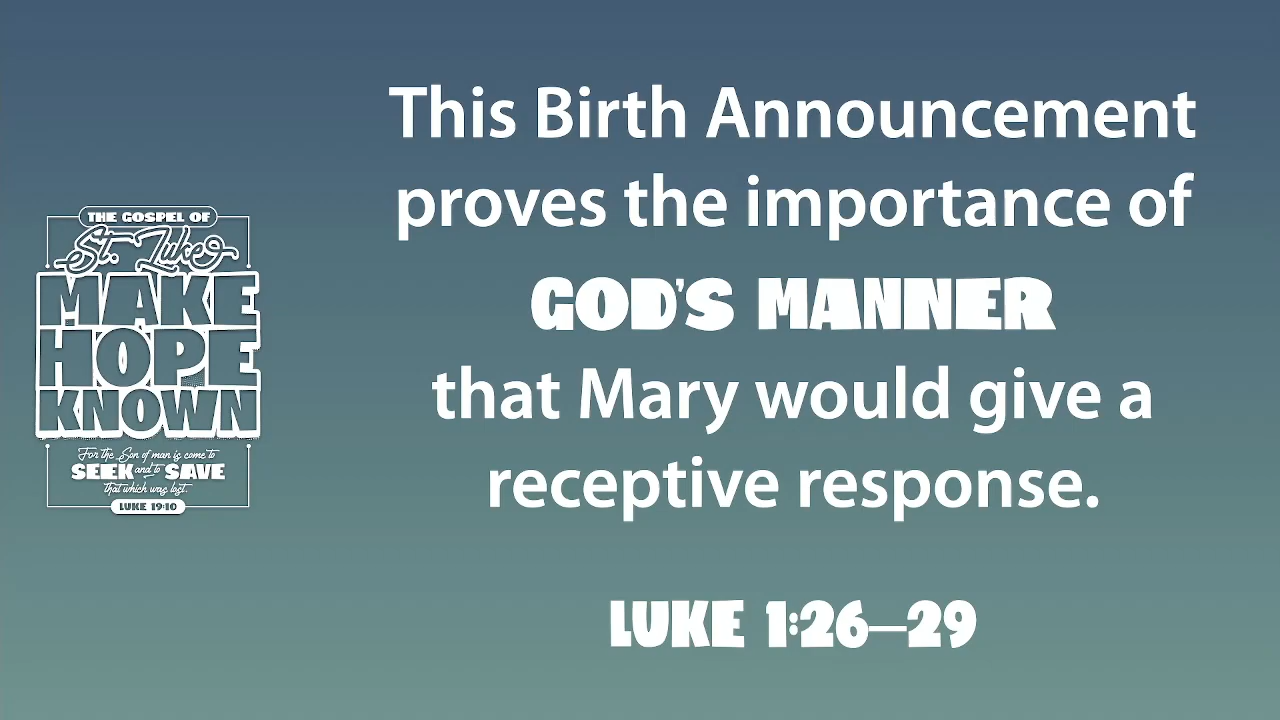 THE GOSPEL OF
St. Luke
MAKE
HOPE
KNOWN
For the Son of man is come to
SEEK and to SAVE
that which was lost.
LUKE 19:10
This Birth Announcement
proves the importance of
GOD'S MANNER
that Mary would give a
receptive response.
LUKE 1:26–29